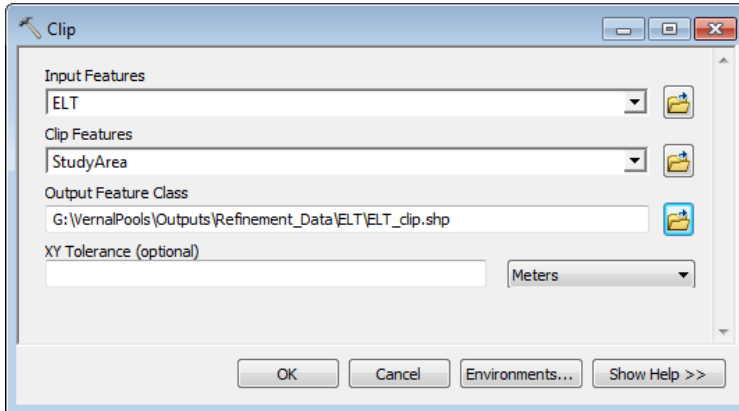 Clip
Input Features
ELT
Clip Features
StudyArea
Output Feature Class
G:\VernalPools\Outputs\Refinement_Data\ELT\ELT_clip.shp
XY Tolerance (optional)
Meters
OK Cancel Environments... Show Help >>